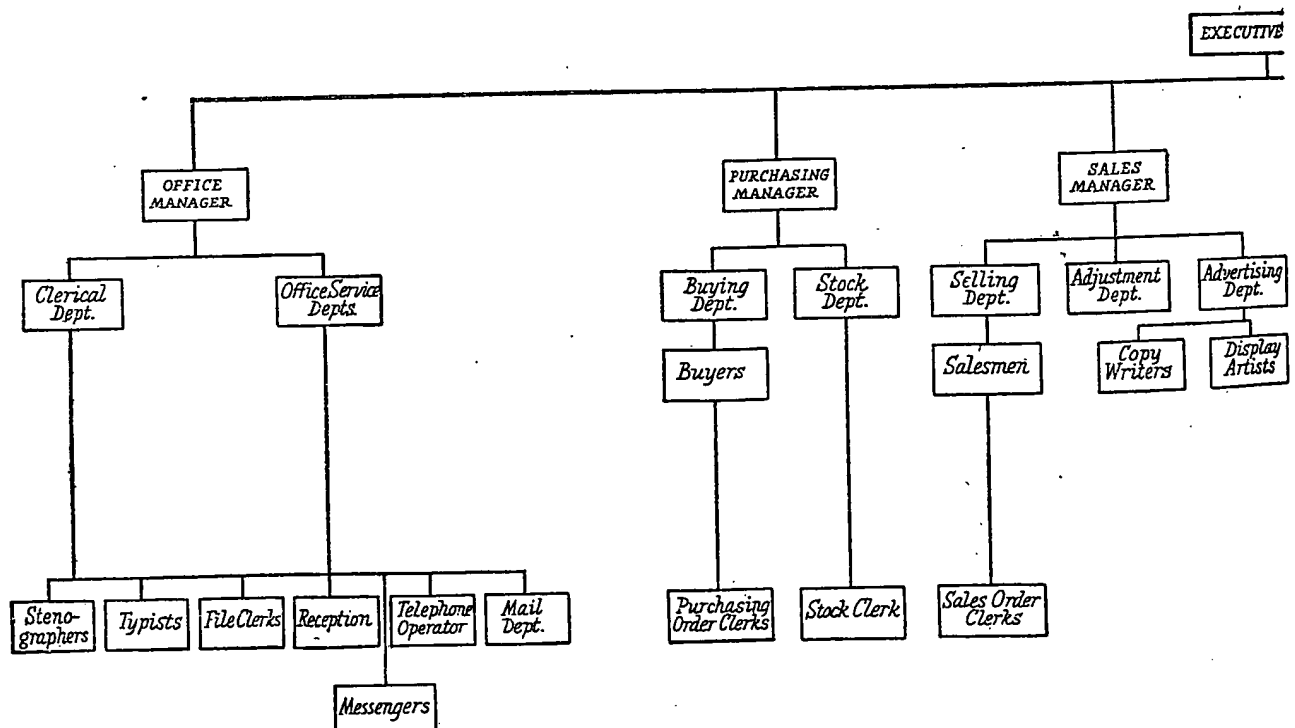 EXECUTIVE
OFFICE
MANAGER
PURCHASING
MANAGER
SALES
MANAGER
Clerical
Dept.
Office Service
Depts.
Buying
Dept.
Stock
Dept.
Selling
Dept.
Adjustment
Dept.
Advertising
Dept.
Buyers
Salesmen
Copy
Writers
Display
Artists
Steno-
graphers
Typists
File Clerks
Reception
Telephone
Operator
Mail
Dept.
Purchasing
Order Clerks
Stock Clerk
Sales Order
Clerks
Messengers